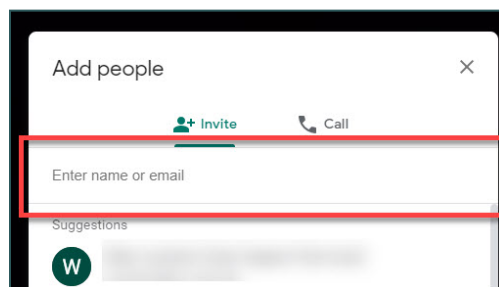 Add people
Invite
Call
Enter name or email
Suggestions
W